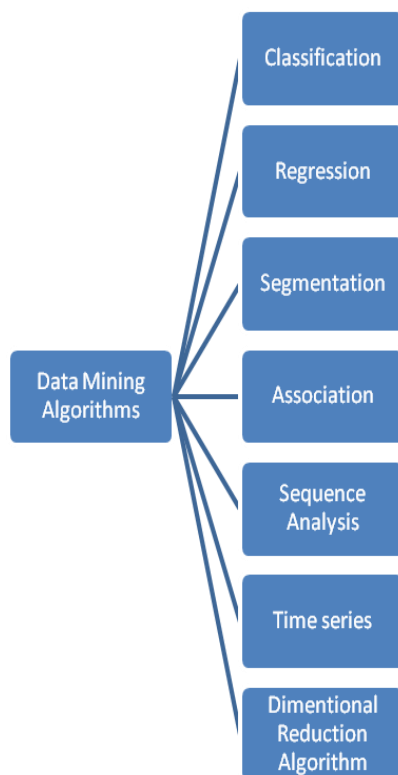 Classification
Regression
Segmentation
Data Mining
Algorithms
Association
Sequence
Analysis
Time series
Dimentional
Reduction
Algorithm